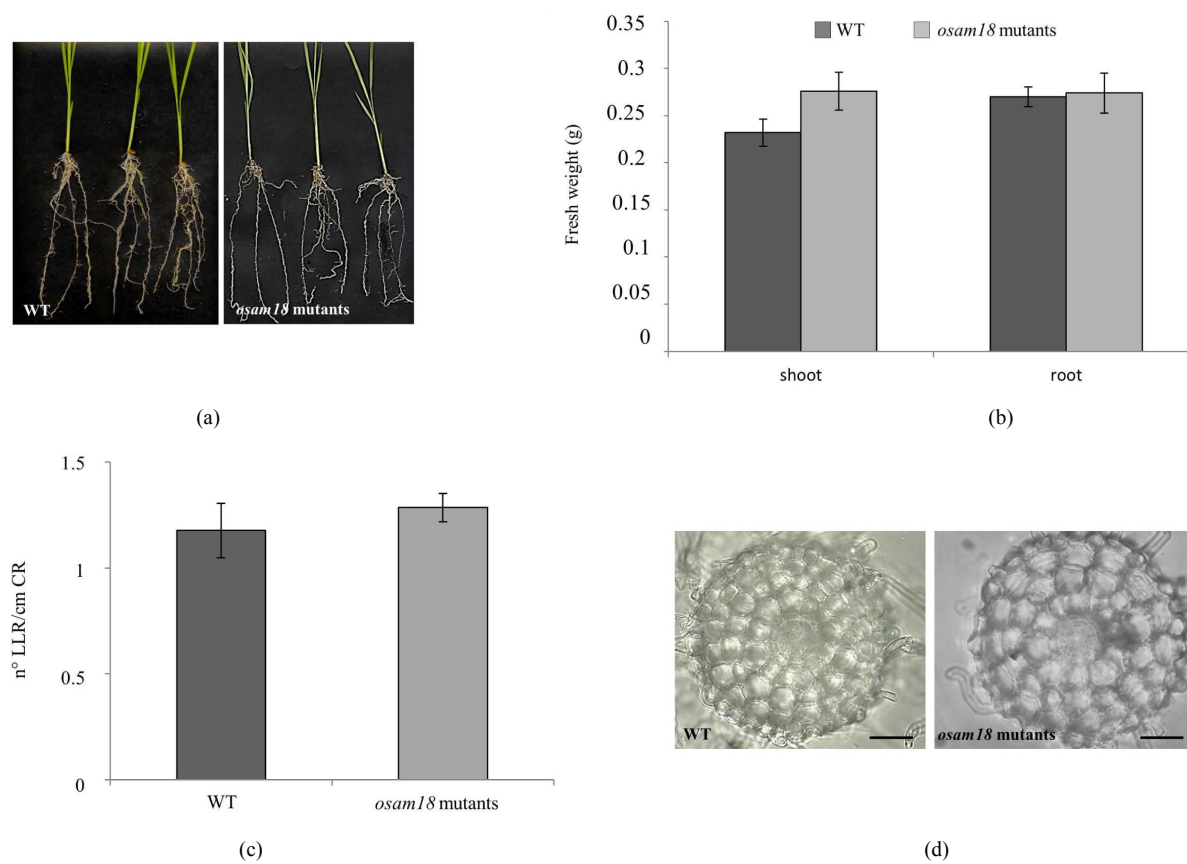 WT
osam18 mutants
(a)
WT osam18 mutants
0.35
0.3
0.25
0.2
0.15
0.1
0.05
0
Fresh weight (g)
shoot root
(b)
1.5
1
0.5
0
n° LLR/cm CR
WT osam18 mutants
(c)
WT
osam18 mutants
(d)